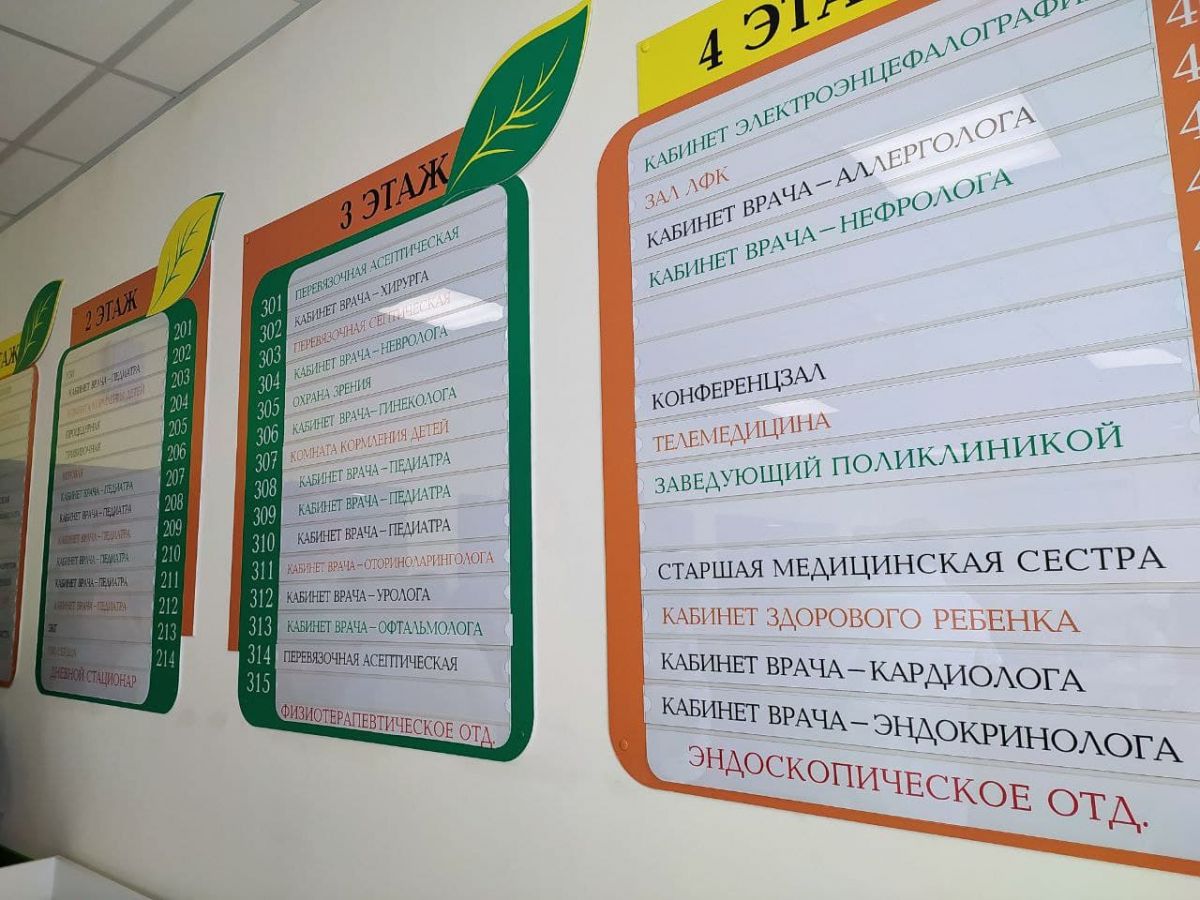 ТАЖ
2 ЭТАЖ
201
202
203
204
205
206
207
208
209
210
211
212
213
214
УЗИ
КАБИНЕТ ВРАЧА–ПЕДИАТРА
КОМНАТА КОРМЛЕНИЯ ДЕТЕЙ
ПРОЦЕДУРНАЯ
ПРИВИВОЧНАЯ
КАБИНЕТ ВРАЧА–ПЕДИАТРА
КАБИНЕТ ВРАЧА–ПЕДИАТРА
КАБИНЕТ ВРАЧА–ПЕДИАТРА
КАБИНЕТ ВРАЧА–ПЕДИАТРА
КАБИНЕТ ВРАЧА–ПЕДИАТРА
КАБИНЕТ ВРАЧА–ПЕДИАТРА
ДНЕВНОЙ СТАЦИОНАР
3 ЭТАЖ
301
302
303
304
305
306
307
308
309
310
311
312
313
314
315
ПЕРЕВЯЗОЧНАЯ АСЕПТИЧЕСКАЯ
КАБИНЕТ ВРАЧА–ХИРУРГА
ПЕРЕВЯЗОЧНАЯ СЕПТИЧЕСКАЯ
КАБИНЕТ ВРАЧА–НЕВРОЛОГА
ОХРАНА ЗРЕНИЯ
КАБИНЕТ ВРАЧА–ГИНЕКОЛОГА
КОМНАТА КОРМЛЕНИЯ ДЕТЕЙ
КАБИНЕТ ВРАЧА–ПЕДИАТРА
КАБИНЕТ ВРАЧА–ПЕДИАТРА
КАБИНЕТ ВРАЧА–ПЕДИАТРА
КАБИНЕТ ВРАЧА–ОТОРИНОЛАРИНГОЛОГА
КАБИНЕТ ВРАЧА–УРОЛОГА
КАБИНЕТ ВРАЧА–ОФТАЛЬМОЛОГА
ПЕРЕВЯЗОЧНАЯ АСЕПТИЧЕСКАЯ
ФИЗИОТЕРАПЕВТИЧЕСКОЕ ОТД.
4 ЭТА
КАБИНЕТ ЭЛЕКТРОЭНЦЕФАЛОГРАФИ
ЗАЛ ЛФК
КАБИНЕТ ВРАЧА–АЛЛЕРГОЛОГА
КАБИНЕТ ВРАЧА–НЕФРОЛОГА
КОНФЕРЕНЦЗАЛ
ТЕЛЕМЕДИЦИНА
ЗАВЕДУЮЩИЙ ПОЛИКЛИНИКОЙ
СТАРШАЯ МЕДИЦИНСКАЯ СЕСТРА
КАБИНЕТ ЗДОРОВОГО РЕБЕНКА
КАБИНЕТ ВРАЧА–КАРДИОЛОГА
КАБИНЕТ ВРАЧА–ЭНДОКРИНОЛОГА
ЭНДОСКОПИЧЕСКОЕ ОТД.